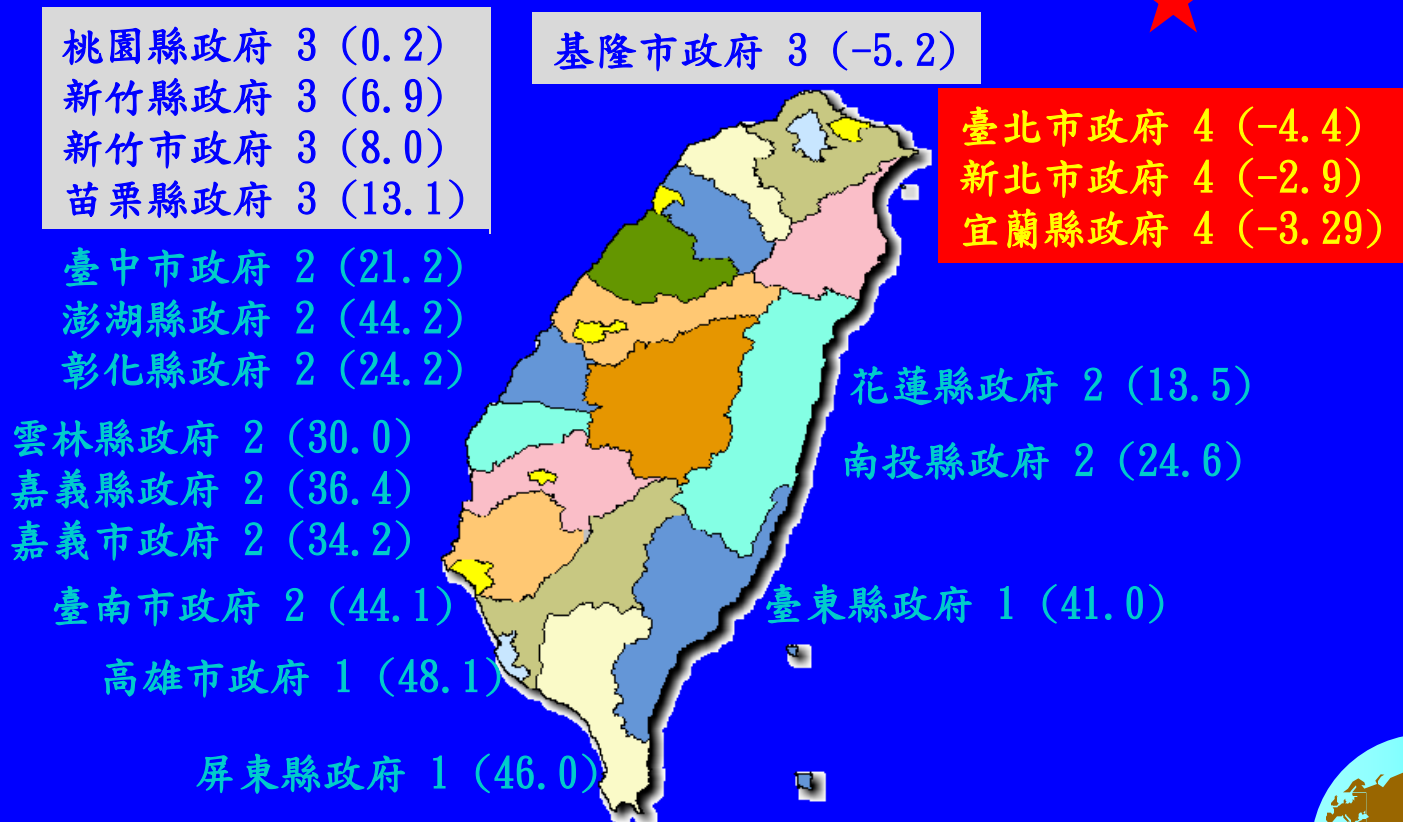 桃園縣政府 3 (0.2)
新竹縣政府 3 (6.9)
新竹市政府 3 (8.0)
苗栗縣政府 3 (13.1)
基隆市政府 3 (-5.2)
臺北市政府 4 (-4.4)
新北市政府 4 (-2.9)
宜蘭縣政府 4 (-3.29)
臺中市政府 2 (21.2)
澎湖縣政府 2 (44.2)
彰化縣政府 2 (24.2)
花蓮縣政府 2 (13.5)
雲林縣政府 2 (30.0)
嘉義縣政府 2 (36.4)
嘉義市政府 2 (34.2)
南投縣政府 2 (24.6)
臺南市政府 2 (44.1)
臺東縣政府 1 (41.0)
高雄市政府 1 (48.1)
屏東縣政府 1 (46.0)